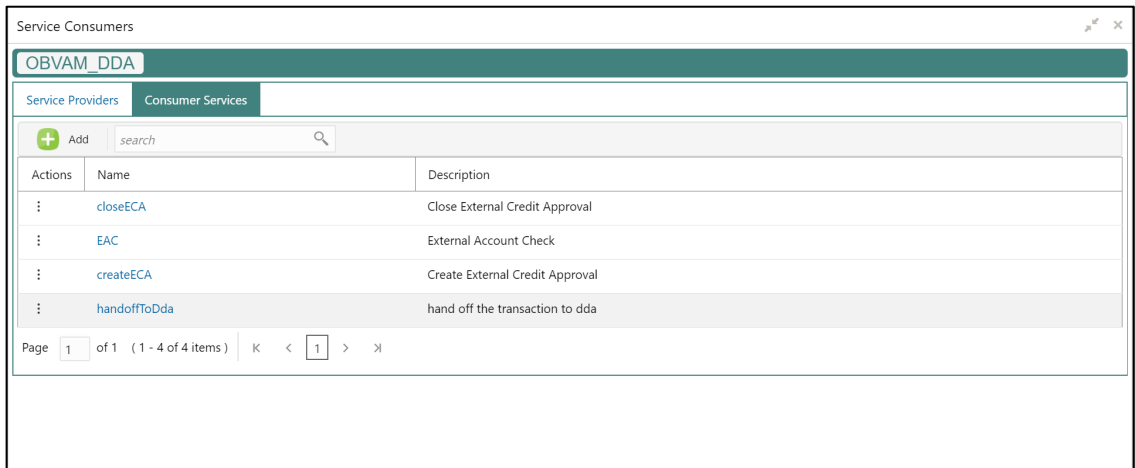 Service Consumers
OBVAM_DDA
Service Providers Consumer Services
Add search
Actions Name Description
closeECA Close External Credit Approval
EAC External Account Check
createECA Create External Credit Approval
handoffToDda hand off the transaction to dda
Page 1 of 1 ( 1 - 4 of 4 items ) 1